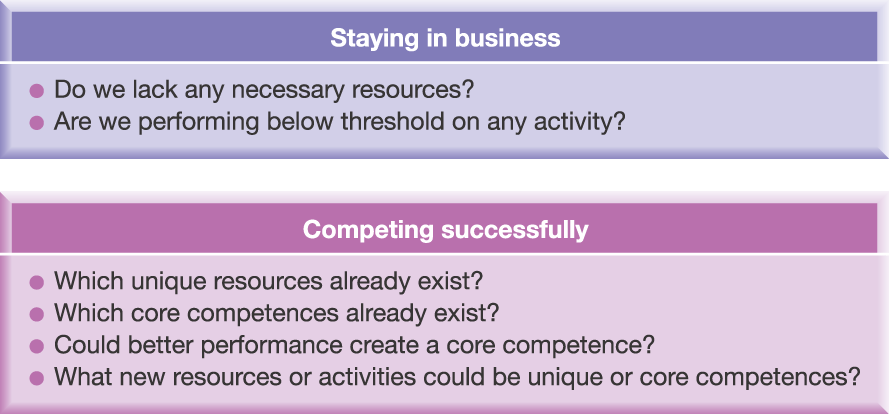 Staying in business
● Do we lack any necessary resources?
● Are we performing below threshold on any activity?
Competing successfully
● Which unique resources already exist?
● Which core competences already exist?
● Could better performance create a core competence?
● What new resources or activities could be unique or core competences?